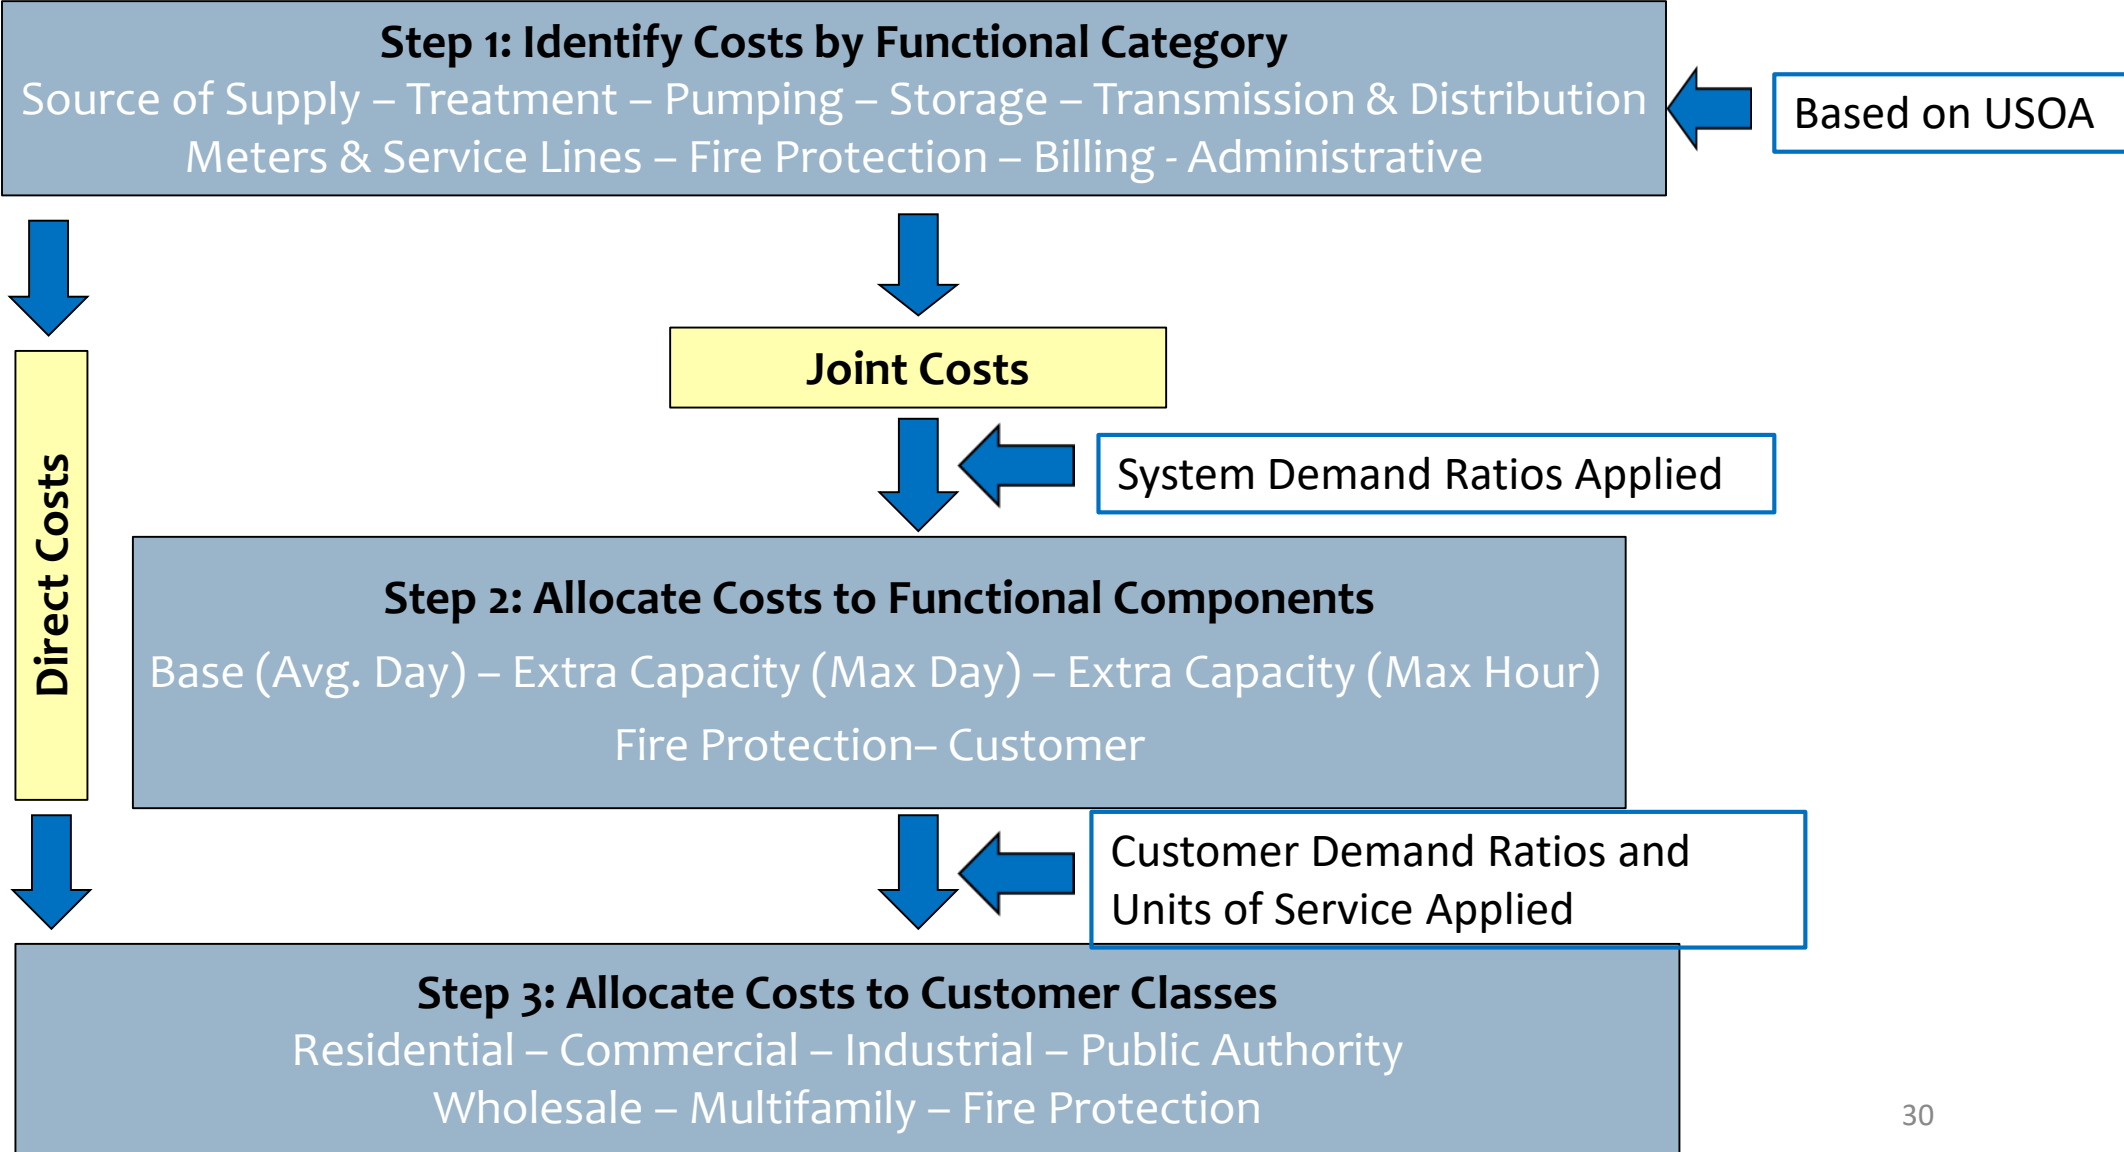 Step 1: Identify Costs by Functional Category
Source of Supply – Treatment – Pumping – Storage – Transmission & Distribution
Meters & Service Lines – Fire Protection – Billing - Administrative
Based on USOA
Joint Costs
System Demand Ratios Applied
Direct Costs
Step 2: Allocate Costs to Functional Components
Base (Avg. Day) – Extra Capacity (Max Day) – Extra Capacity (Max Hour)
Fire Protection– Customer
Customer Demand Ratios and
Units of Service Applied
Step 3: Allocate Costs to Customer Classes
Residential – Commercial – Industrial – Public Authority
Wholesale – Multifamily – Fire Protection
30